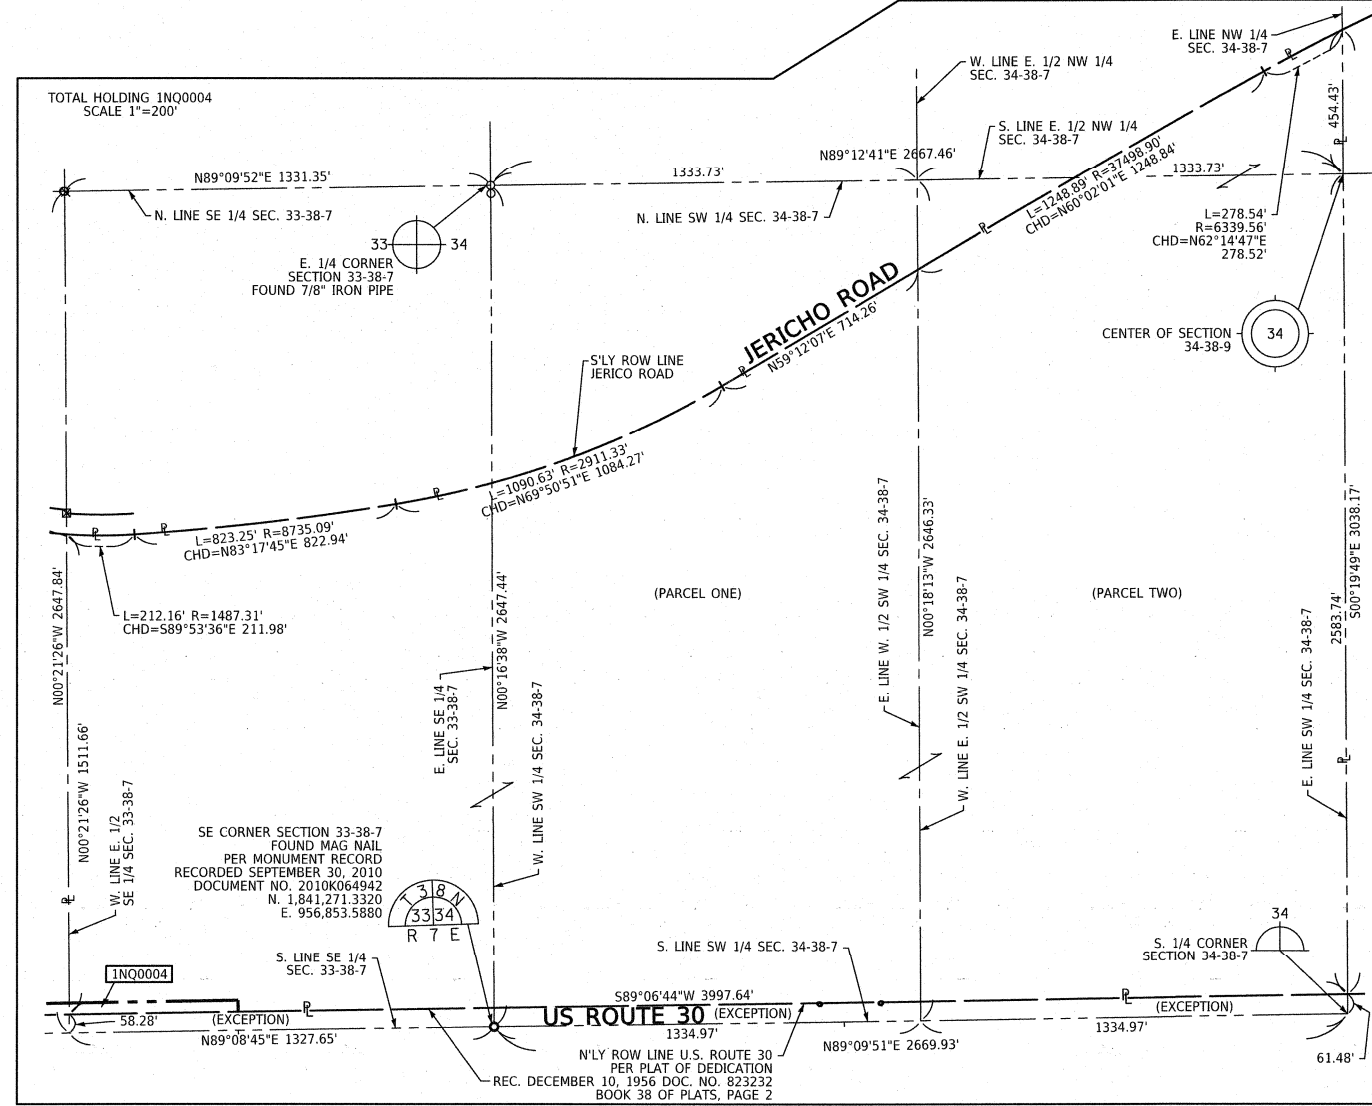 E. LINE NW 1/4
SEC. 34-38-7
W. LINE E. 1/2 NW 1/4
SEC. 34-38-7
TOTAL HOLDING 1NQ0004
SCALE 1"=200'
454.43'
S. LINE E. 1/2 NW 1/4
SEC. 34-38-7
N89°12'41"E 2667.46'
N89°09'52"E 1331.35'
1333.73'
1333.73'
L=1248.89' R=37498.90'
CHD=N60°02'01"E 1248.84'
N. LINE SE 1/4 SEC. 33-38-7
N. LINE SW 1/4 SEC. 34-38-7
L=278.54'
R=6339.56'
CHD=N62°14'47"E
278.52'
33
34
E. 1/4 CORNER
SECTION 33-38-7
FOUND 7/8" IRON PIPE
JERICHO ROAD
N59°12'07"E 714.26'
CENTER OF SECTION
34-38-9
34
S'LY ROW LINE
JERICO ROAD
L=1090.63' R=2911.33'
CHD=N69°50'51"E 1084.27'
L=823.25' R=8735.09'
CHD=N83°17'45"E 822.94'
L=212.16' R=1487.31'
CHD=S89°53'36"E 211.98'
(PARCEL ONE)
(PARCEL TWO)
N00°21'26"W 2647.84'
N00°16'38"W 2647.44'
E. LINE W. 1/2 SW 1/4 SEC. 34-38-7
N00°18'13"W 2646.33'
W. LINE E. 1/2 SW 1/4 SEC. 34-38-7
2583.74'
S00°19'49"E 3038.17'
E. LINE SW 1/4 SEC. 34-38-7
E. LINE SE 1/4
SEC. 33-38-7
W. LINE SW 1/4 SEC. 34-38-7
N00°21'26"W 1511.66'
W. LINE E. 1/2
SE 1/4 SEC. 33-38-7
SE CORNER SECTION 33-38-7
FOUND MAG NAIL
PER MONUMENT RECORD
RECORDED SEPTEMBER 30, 2010
DOCUMENT NO. 2010K064942
N. 1,841,271.3320
E. 956,853.5880
T 3 8 N
33 34
R 7 E
34
S. 1/4 CORNER
SECTION 34-38-7
S. LINE SE 1/4
SEC. 33-38-7
S. LINE SW 1/4 SEC. 34-38-7
1NQ0004
S89°06'44"W 3997.64'
58.28'
(EXCEPTION)
US ROUTE 30
(EXCEPTION)
(EXCEPTION)
N89°08'45"E 1327.65'
1334.97'
1334.97'
N89°09'51"E 2669.93'
61.48'
N'LY ROW LINE U.S. ROUTE 30
PER PLAT OF DEDICATION
REC. DECEMBER 10, 1956 DOC. NO. 823232
BOOK 38 OF PLATS, PAGE 2